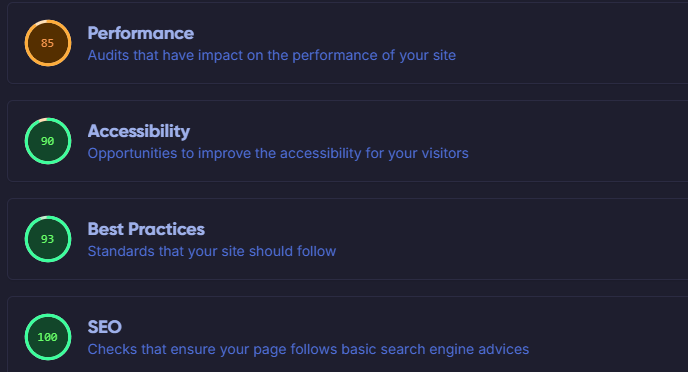 85
Performance
Audits that have impact on the performance of your site
90
Accessibility
Opportunities to improve the accessibility for your visitors
93
Best Practices
Standards that your site should follow
100
SEO
Checks that ensure your page follows basic search engine advices